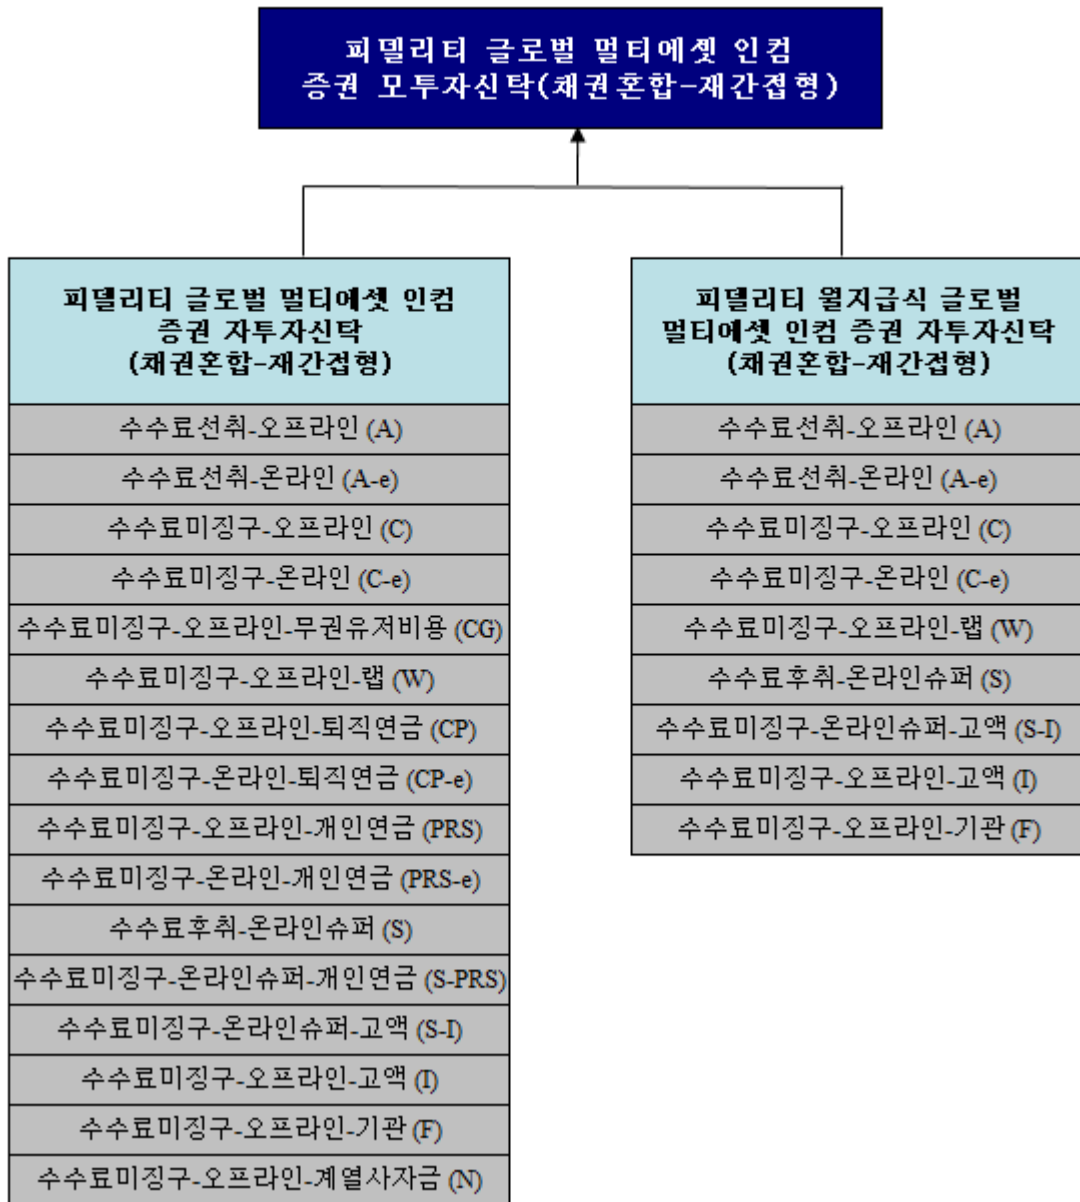 피델리티 글로벌 멀티에셋 인컴
증권 모투자신탁(채권혼합-재간접형)
피델리티 글로벌 멀티에셋 인컴
증권 자투자신탁
(채권혼합-재간접형)
수수료선취-오프라인 (A)
수수료선취-온라인 (A-e)
수수료미징구-오프라인 (C)
수수료미징구-온라인 (C-e)
수수료미징구-오프라인-무권유저비용 (CG)
수수료미징구-오프라인-랩 (W)
수수료미징구-오프라인-퇴직연금 (CP)
수수료미징구-온라인-퇴직연금 (CP-e)
수수료미징구-오프라인-개인연금 (PRS)
수수료미징구-온라인-개인연금 (PRS-e)
수수료후취-온라인슈퍼 (S)
수수료미징구-온라인슈퍼-개인연금 (S-PRS)
수수료미징구-온라인슈퍼-고액 (S-I)
수수료미징구-오프라인-고액 (I)
수수료미징구-오프라인-기관 (F)
수수료미징구-오프라인-계열사자금 (N)
피델리티 월지급식 글로벌
멀티에셋 인컴 증권 자투자신탁
(채권혼합-재간접형)
수수료선취-오프라인 (A)
수수료선취-온라인 (A-e)
수수료미징구-오프라인 (C)
수수료미징구-온라인 (C-e)
수수료미징구-오프라인-랩 (W)
수수료후취-온라인슈퍼 (S)
수수료미징구-온라인슈퍼-고액 (S-I)
수수료미징구-오프라인-고액 (I)
수수료미징구-오프라인-기관 (F)